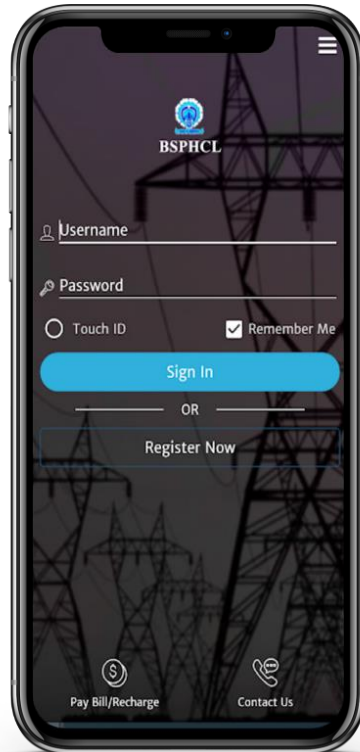 BSPHCL
Username
Password
Touch ID
Remember Me
Sign In
OR
Register Now
Pay Bill/Recharge
Contact Us